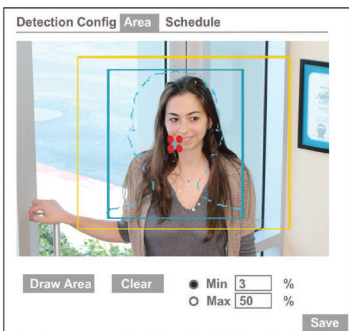 Detection Config Area Schedule
Draw Area Clear Min 3 %
Max 50 %
Save